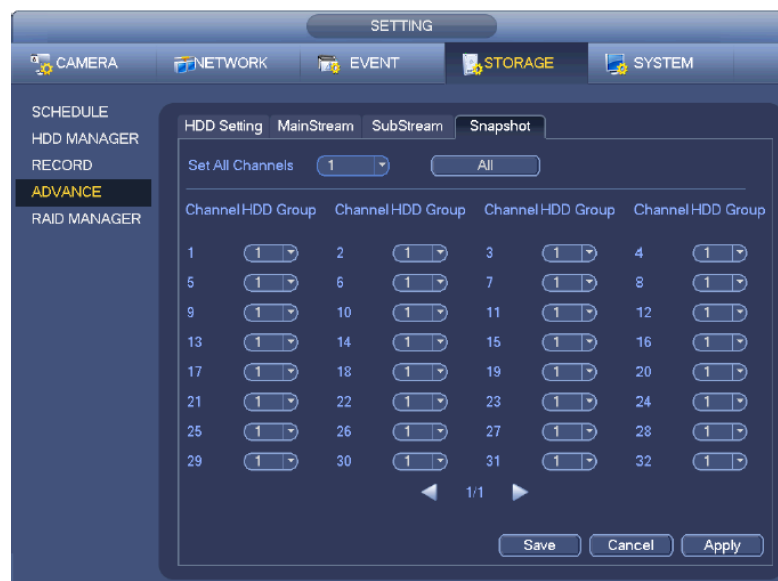 SETTING
CAMERA NETWORK EVENT STORAGE SYSTEM
SCHEDULE
HDD MANAGER
RECORD
ADVANCE
RAID MANAGER
HDD Setting MainStream SubStream Snapshot
Set All Channels 1 All
Channel HDD Group Channel HDD Group Channel HDD Group Channel HDD Group
1 1 2 1 3 1 4 1
5 1 6 1 7 1 8 1
9 1 10 1 11 1 12 1
13 1 14 1 15 1 16 1
17 1 18 1 19 1 20 1
21 1 22 1 23 1 24 1
25 1 26 1 27 1 28 1
29 1 30 1 31 1 32 1
1/1
Save Cancel Apply